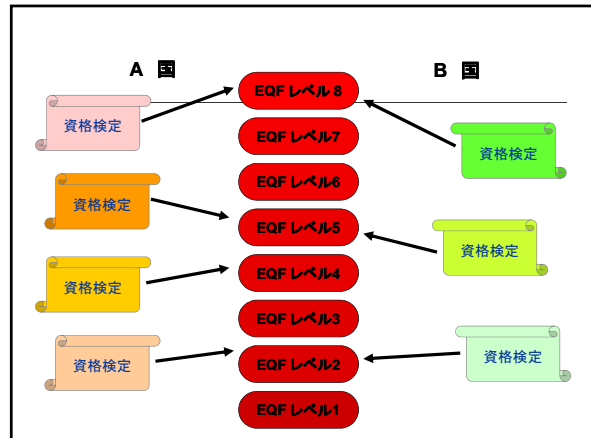 A 国
B 国
EQF レベル 8
資格検定
EQF レベル7
資格検定
EQF レベル6
資格検定
EQF レベル5
資格検定
資格検定
EQF レベル4
EQF レベル3
資格検定
EQF レベル2
資格検定
EQF レベル1